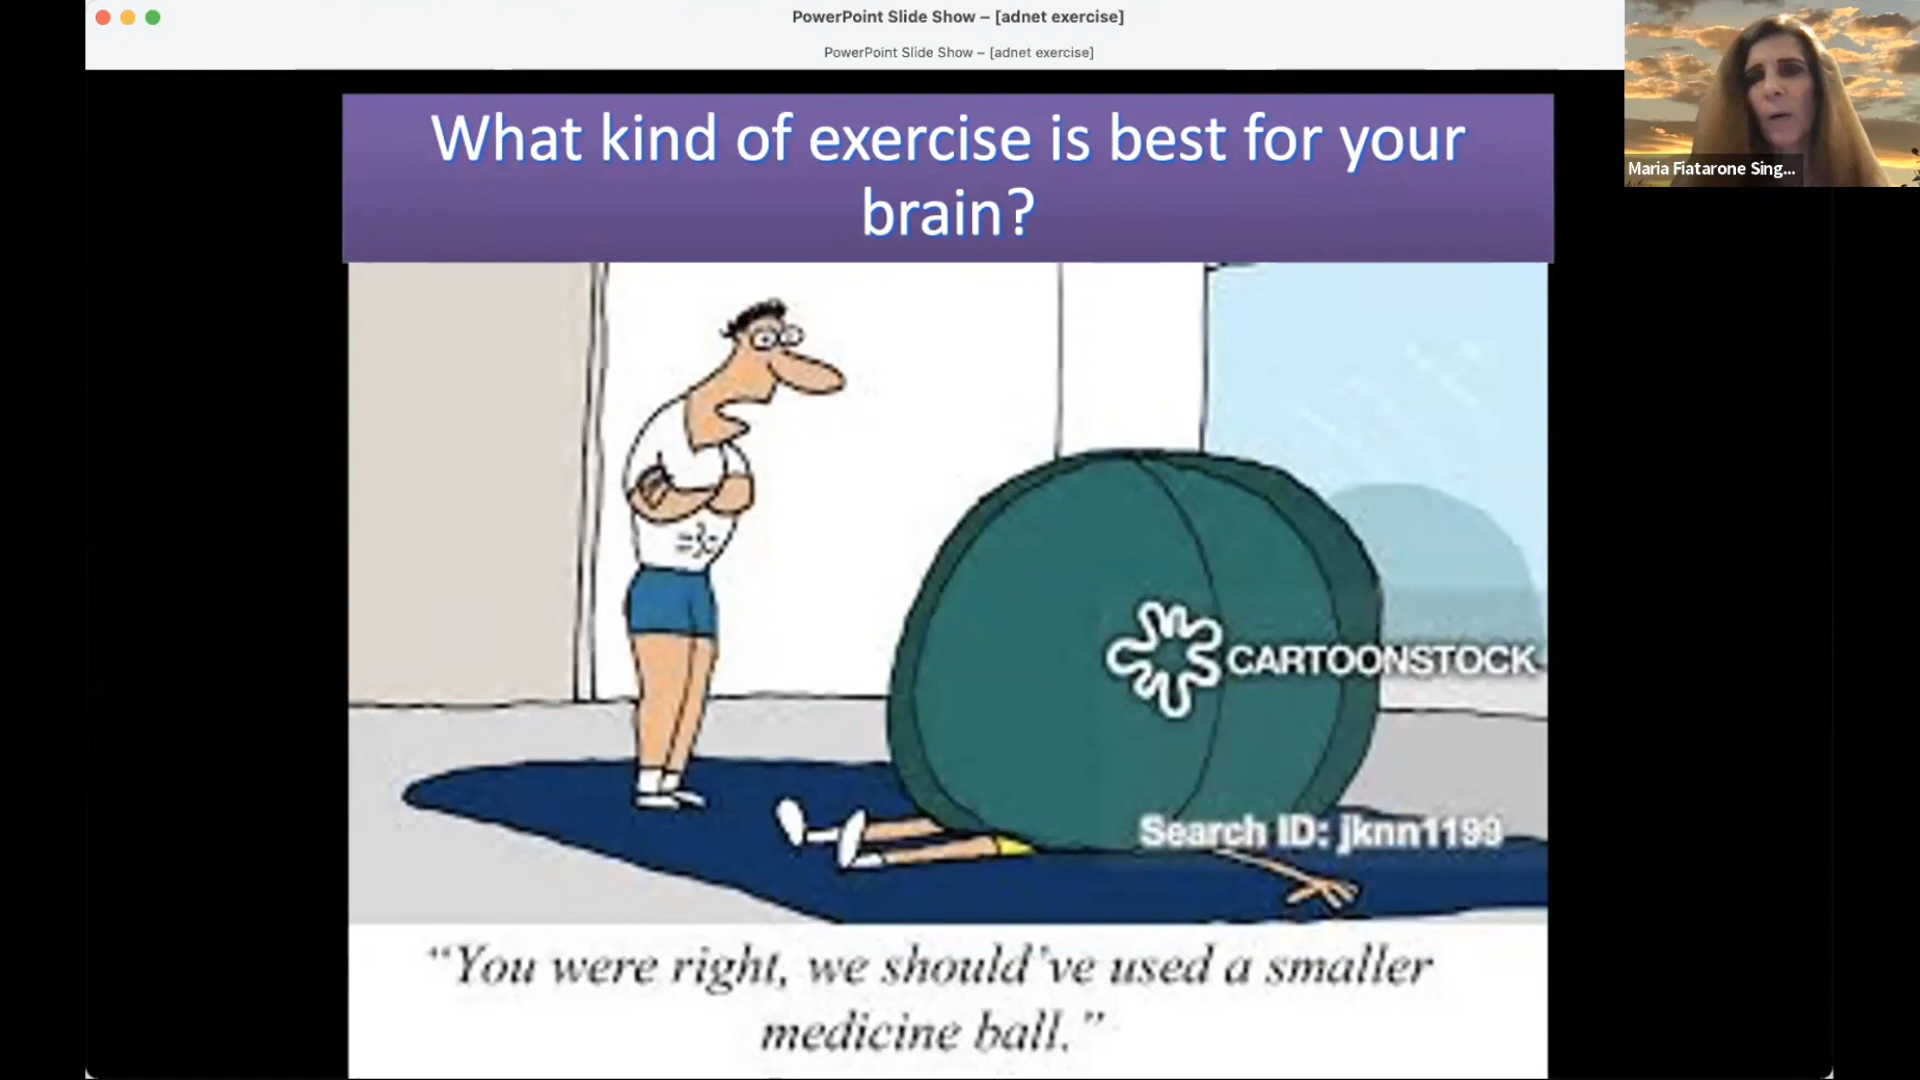 PowerPoint Slide Show – [adnet exercise]
PowerPoint Slide Show – [adnet exercise]
Maria Fiatarone Sing...
What kind of exercise is best for your
brain?
CARTOONSTOCK
Search ID: jknn1199
“You were right, we should've used a smaller
medicine ball.”